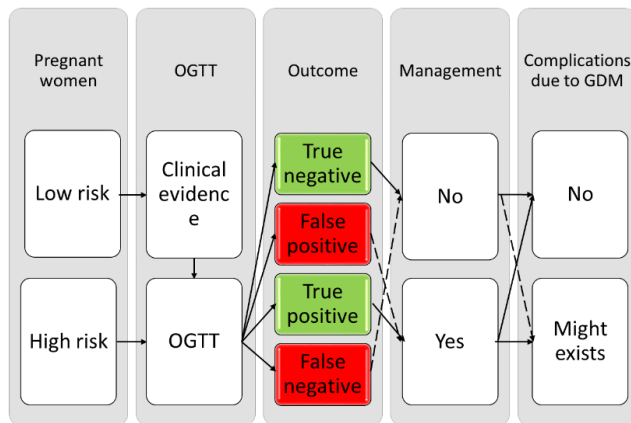 Pregnant
women
OGTT
Outcome
Management
Complications
due to GDM
Low risk
Clinical
evidenc
e
True
negative
False
positive
No
No
High risk
OGTT
True
positive
False
negative
Yes
Might
exists